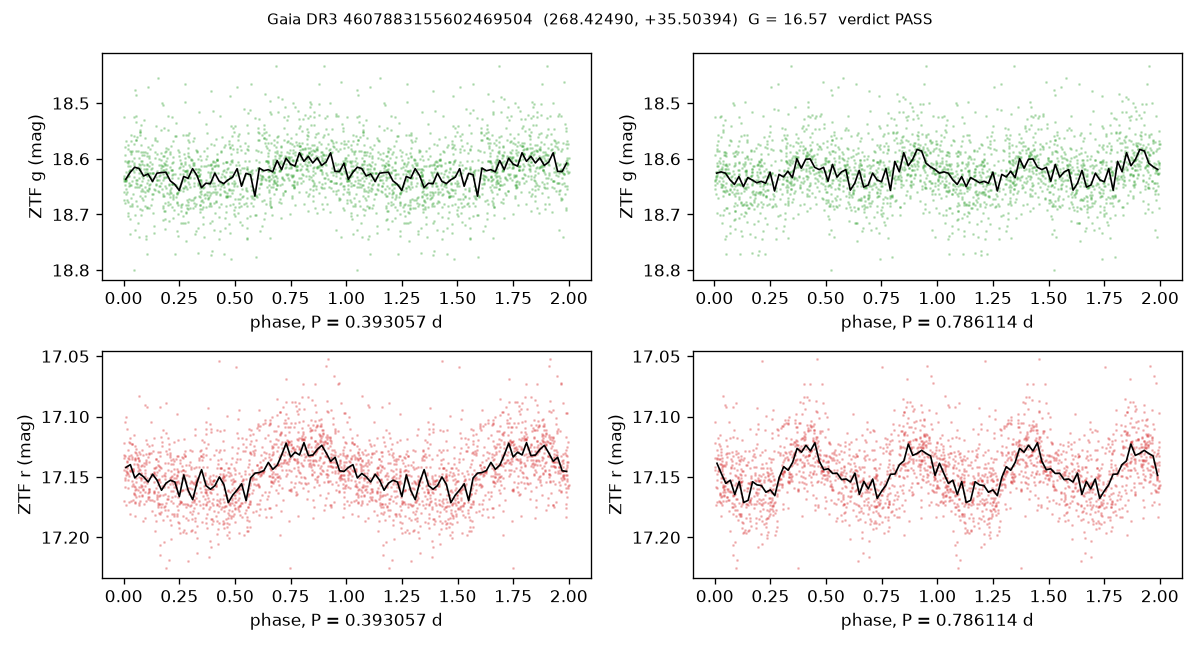 Gaia DR3 4607883155602469504 (268.42490, +35.50394) G = 16.57 verdict PASS
ZTF g (mag)
18.5
18.6
18.7
18.8
0.00 0.25 0.50 0.75 1.00 1.25 1.50 1.75 2.00
phase, P = 0.393057 d
ZTF g (mag)
18.5
18.6
18.7
18.8
0.00 0.25 0.50 0.75 1.00 1.25 1.50 1.75 2.00
phase, P = 0.786114 d
ZTF r (mag)
17.05
17.10
17.15
17.20
0.00 0.25 0.50 0.75 1.00 1.25 1.50 1.75 2.00
phase, P = 0.393057 d
ZTF r (mag)
17.05
17.10
17.15
17.20
0.00 0.25 0.50 0.75 1.00 1.25 1.50 1.75 2.00
phase, P = 0.786114 d